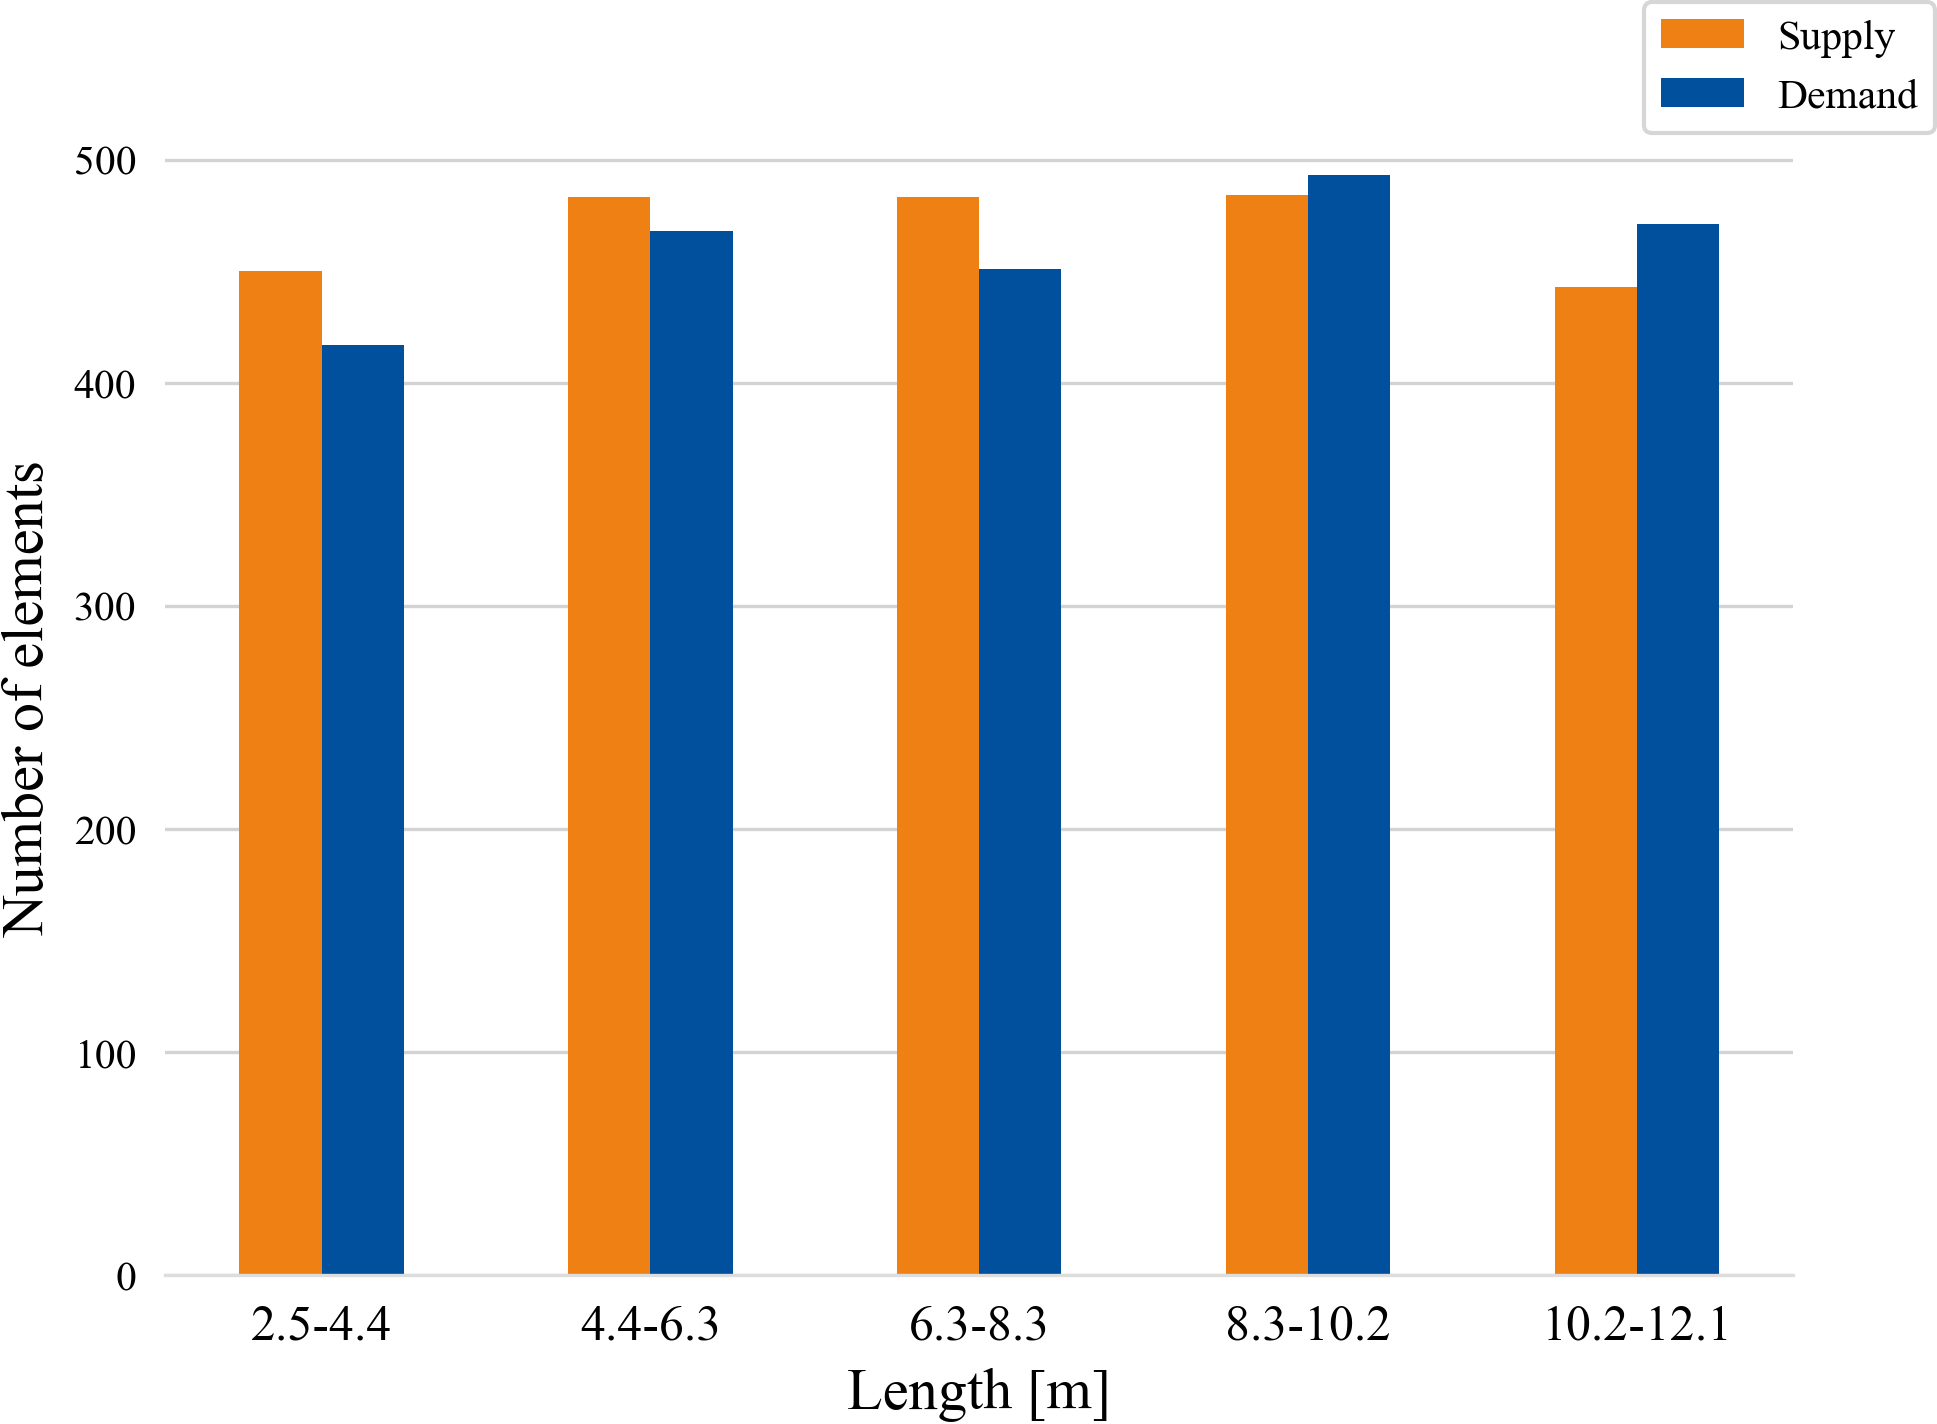 Supply
Demand
500
400
300
200
100
0
Number of elements
2.5-4.4
4.4-6.3
6.3-8.3
8.3-10.2
10.2-12.1
Length [m]